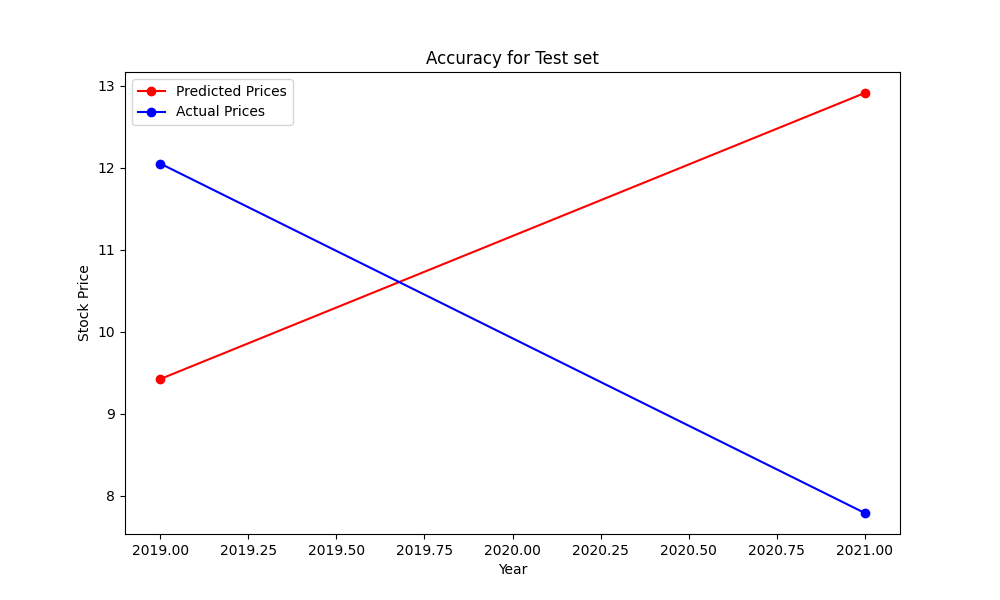 Accuracy for Test set
Predicted Prices
Actual Prices
13
12
11
10
9
8
Stock Price
2019.00 2019.25 2019.50 2019.75 2020.00 2020.25 2020.50 2020.75 2021.00
Year